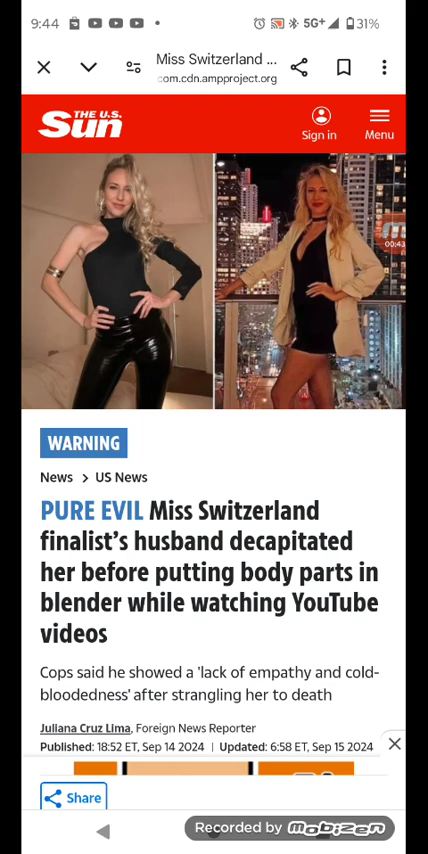 9:44
5G+
31%
Miss Switzerland ...
com.cdn.ampproject.org
THE U.S.
Sun
Sign in
Menu
00:43
WARNING
News > US News
PURE EVIL Miss Switzerland
finalist's husband decapitated
her before putting body parts in
blender while watching YouTube
videos
Cops said he showed a 'lack of empathy and cold-
bloodedness' after strangling her to death
Juliana Cruz Lima, Foreign News Reporter
Published: 18:52 ET, Sep 14 2024 | Updated: 6:58 ET, Sep 15 2024
Share
Recorded by mobizen